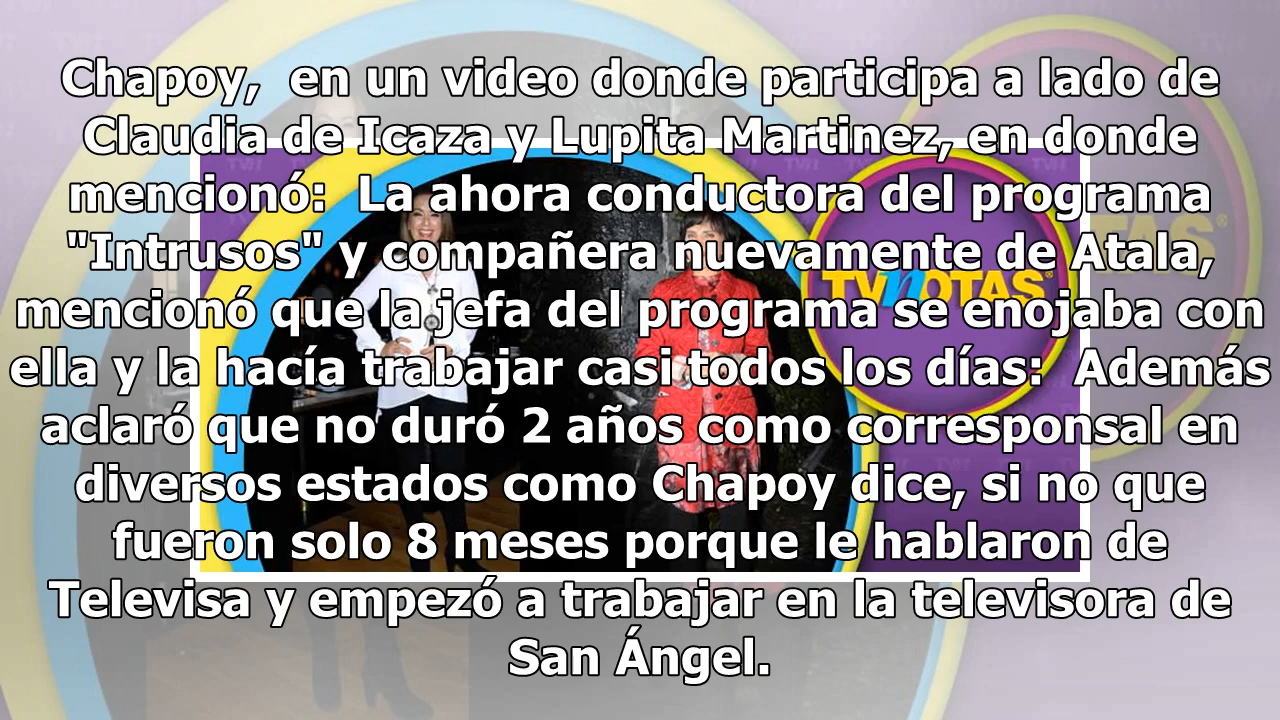 Chapoy,  en un video donde participa a lado de
Claudia de Icaza y Lupita Martinez, en donde
mencionó:  La ahora conductora del programa
"Intrusos" y compañera nuevamente de Atala,
mencionó que la jefa del programa se enojaba con
ella y la hacía trabajar casi todos los días:  Además
aclaró que no duró 2 años como corresponsal en
diversos estados como Chapoy dice, si no que
fueron solo 8 meses porque le hablaron de
Televisa y empezó a trabajar en la televisora de
San Ángel.
TVNOTAS